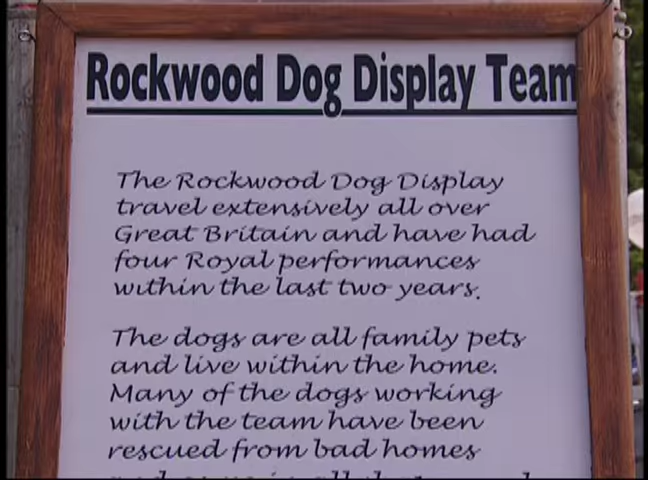 Rockwood Dog Display Team
The Rockwood Dog Display
travel extensively all over
Great Britain and have had
four Royal performances
within the last two years.
The dogs are all family pets
and live within the home.
Many of the dogs working
with the team have been
rescued from bad homes